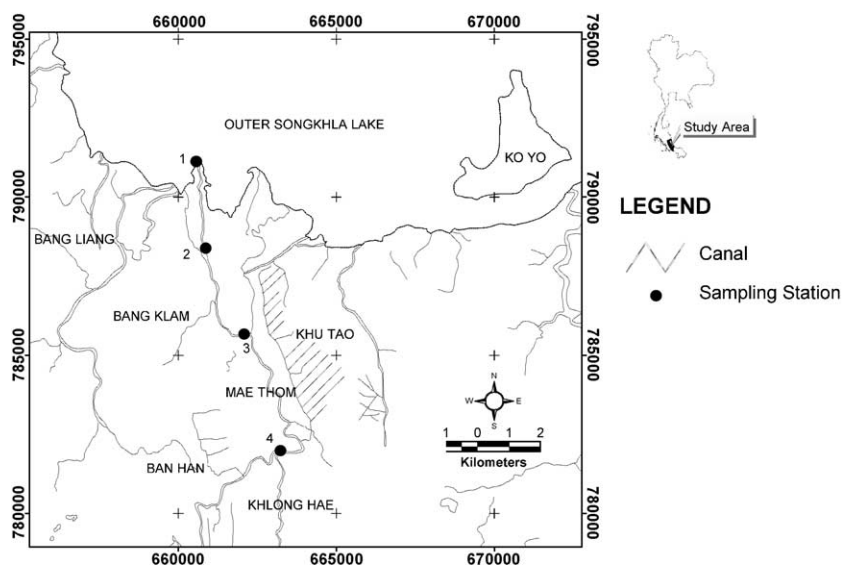 660000 665000 670000
795000
795000
OUTER SONGKHLA LAKE
KO YO
1
790000
790000
BANG LIANG
2
BANG KLAM
KHU TAO
3
785000
785000
MAE THOM
N
W E
S
4
1 0 1 2
Kilometers
BAN HAN
KHLONG HAE
780000
780000
660000 665000 670000
Study Area
LEGEND
Canal
Sampling Station